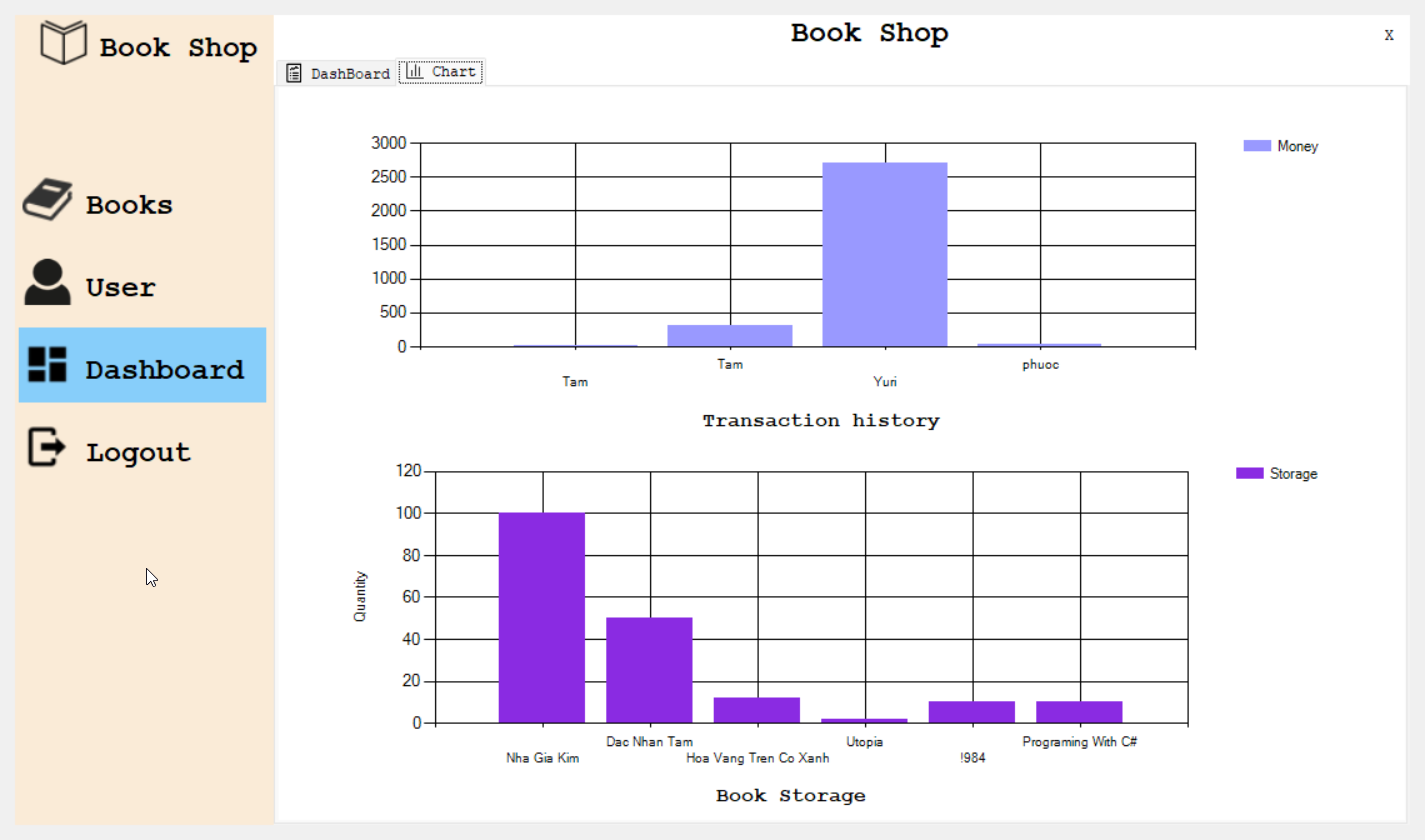 Book Shop
Book Shop
X
DashBoard
Chart
Books
User
Dashboard
Logout
3000
2500
2000
1500
1000
500
0
Money
Tam
Tam
Yuri
phuoc
Transaction history
120
100
80
60
40
20
0
Quantity
Storage
Nha Gia Kim
Dac Nhan Tam
Hoa Vang Tren Co Xanh
Utopia
!984
Programing With C#
Book Storage